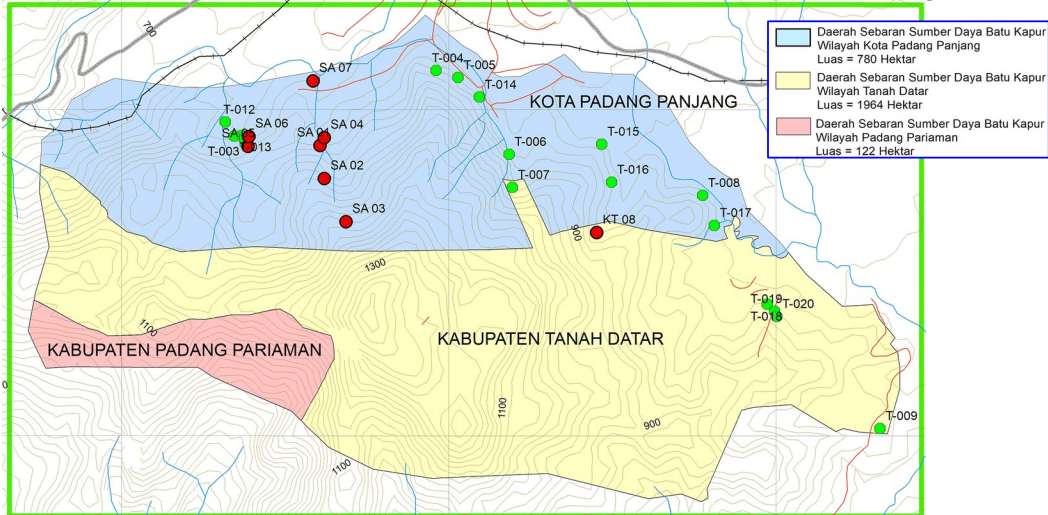 Daerah Sebaran Sumber Daya Batu Kapur
Wilayah Kota Padang Panjang
Luas = 780 Hektar
Daerah Sebaran Sumber Daya Batu Kapur
Wilayah Tanah Datar
Luas = 1964 Hektar
Daerah Sebaran Sumber Daya Batu Kapur
Wilayah Padang Pariaman
Luas = 122 Hektar
700
SA 07
T-004
T-005
T-014
KOTA PADANG PANJANG
T-012
SA 06
SA 05
SA 01
SA 04
T-003
013
T-006
T-015
SA 02
T-007
T-016
T-008
SA 03
KT 08
T-017
900
1300
T-019
T-020
T-018
1100
KABUPATEN PADANG PARIAMAN
KABUPATEN TANAH DATAR
0
1100
T-009
900
1100